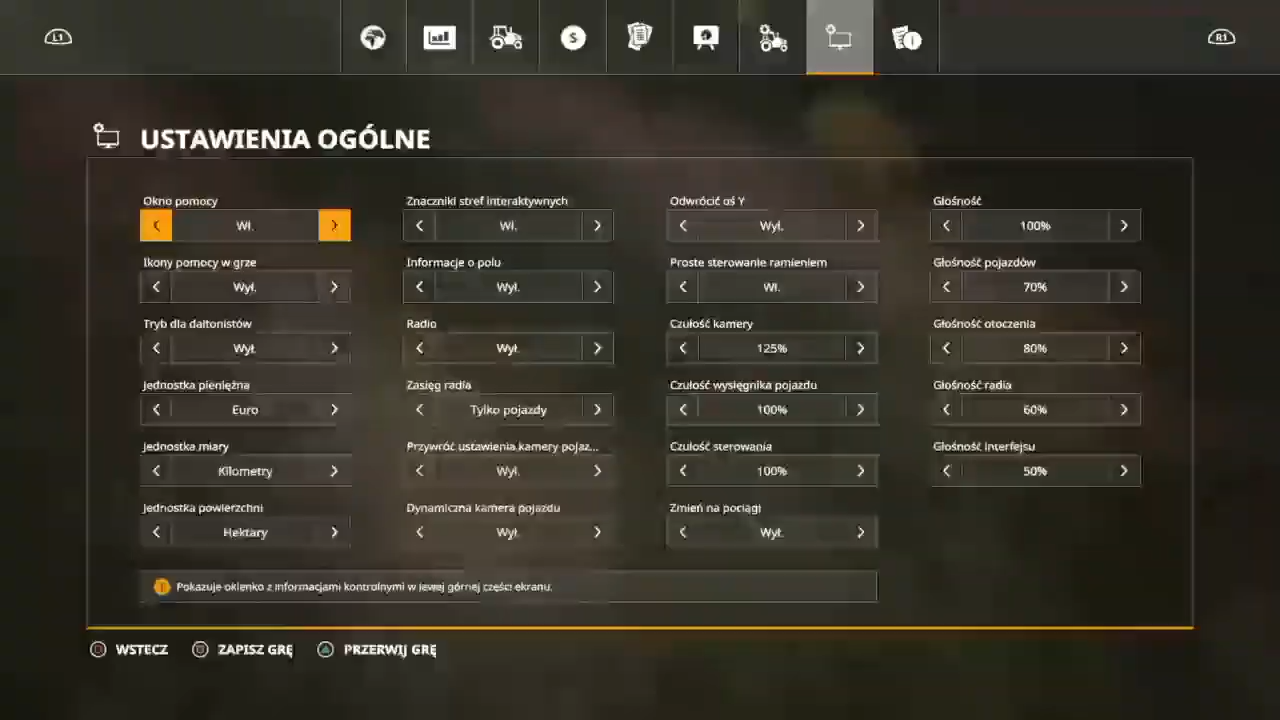 L1
R1
USTAWIENIA OGÓLNE
Okno pomocy
Wł.
Ikony pomocy w grze
Wył.
Tryb dla daltonistów
Wył.
Jednostka pieniężna
Euro
Jednostka miary
Kilometry
Jednostka powierzchni
Hektary
Znaczniki stref interaktywnych
Wł.
Informacje o polu
Wył.
Radio
Wył.
Zasięg radia
Tylko pojazdy
Przywróć ustawienia kamery pojaz...
Wył.
Dynamiczna kamera pojazdu
Wył.
Odwrócić oś Y
Wył.
Proste sterowanie ramieniem
Wł.
Czułość kamery
125%
Czułość wysięgnika pojazdu
100%
Czułość sterowania
100%
Zmień na pociągi
Wył.
Głośność
100%
Głośność pojazdów
70%
Głośność otoczenia
80%
Głośność radia
60%
Głośność interfejsu
50%
Pokazuje okienko z informacjami kontrolnymi w lewej górnej części ekranu.
WSTECZ
ZAPISZ GRĘ
PRZERWIJ GRĘ